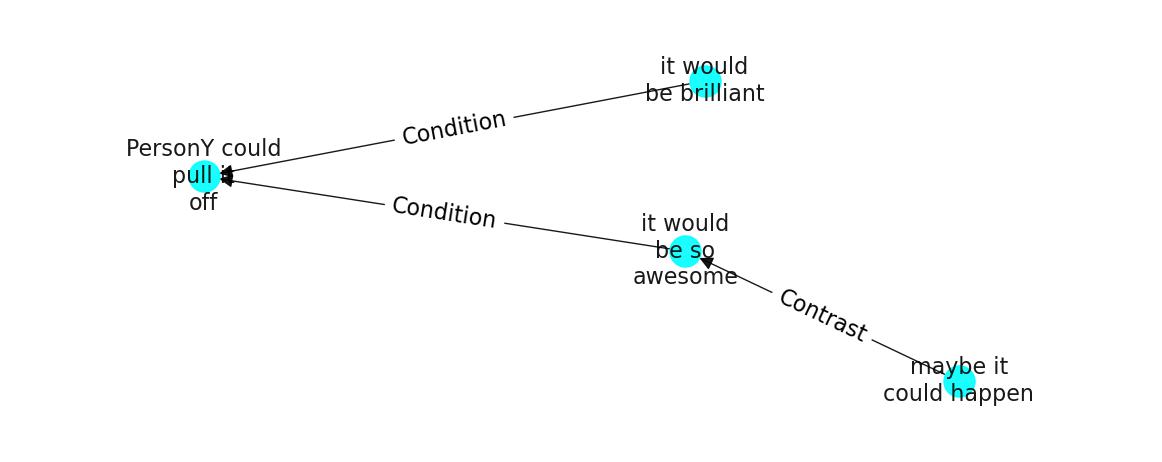 it would
be brilliant
Condition
PersonY could
pull it
off
Condition
it would
be so
awesome
Contrast
maybe it
could happen